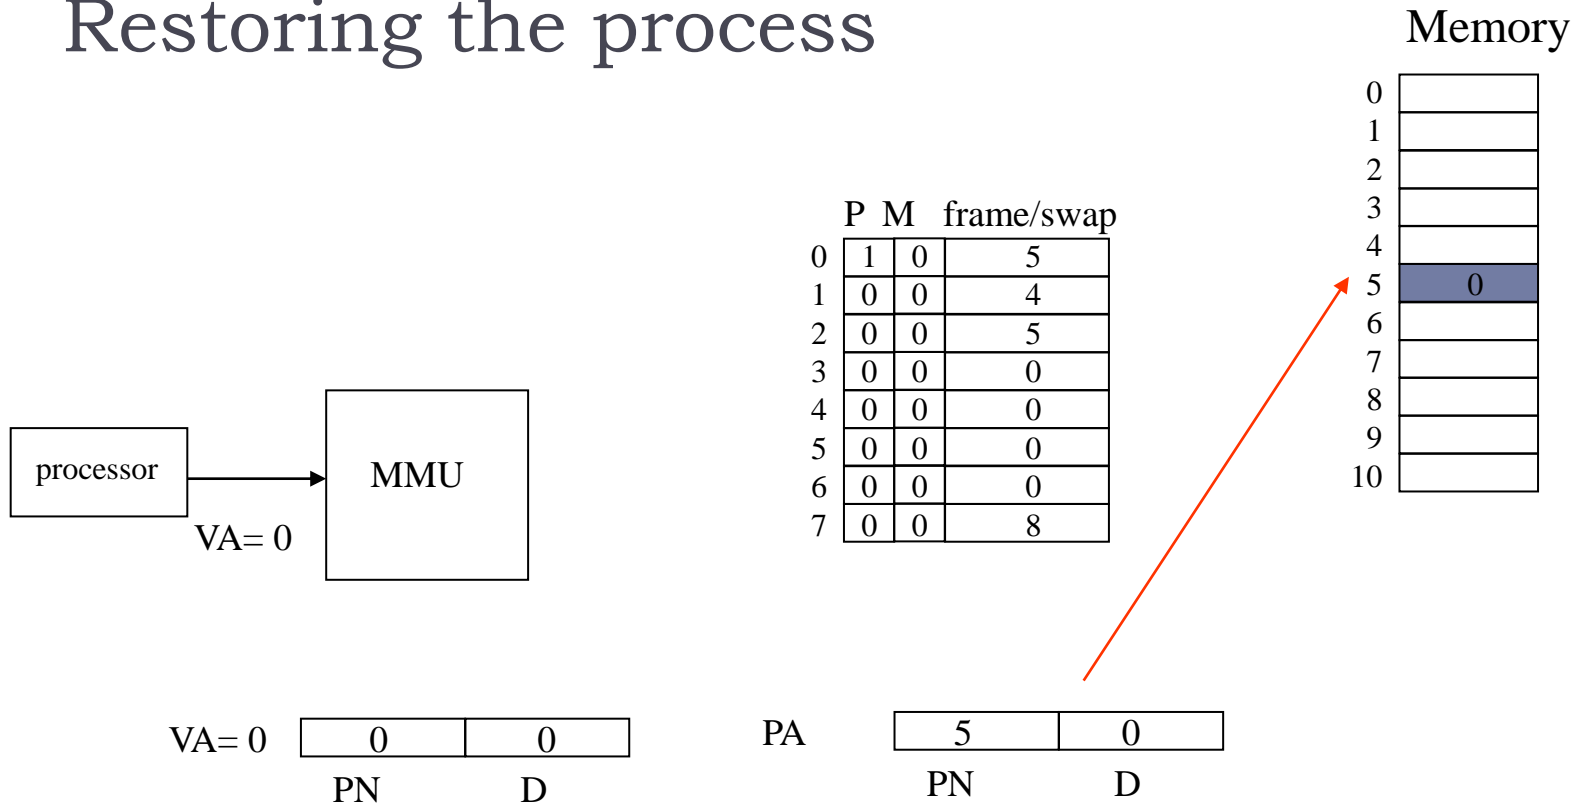 Restoring the process
Memory
0
1
2
3
4
5 0
6
7
8
9
10
P M frame/swap
0 1 0 5
1 0 0 4
2 0 0 5
3 0 0 0
4 0 0 0
5 0 0 0
6 0 0 0
7 0 0 8
processor
MMU
VA= 0
VA= 0 0 0
PN D
PA 5 0
PN D